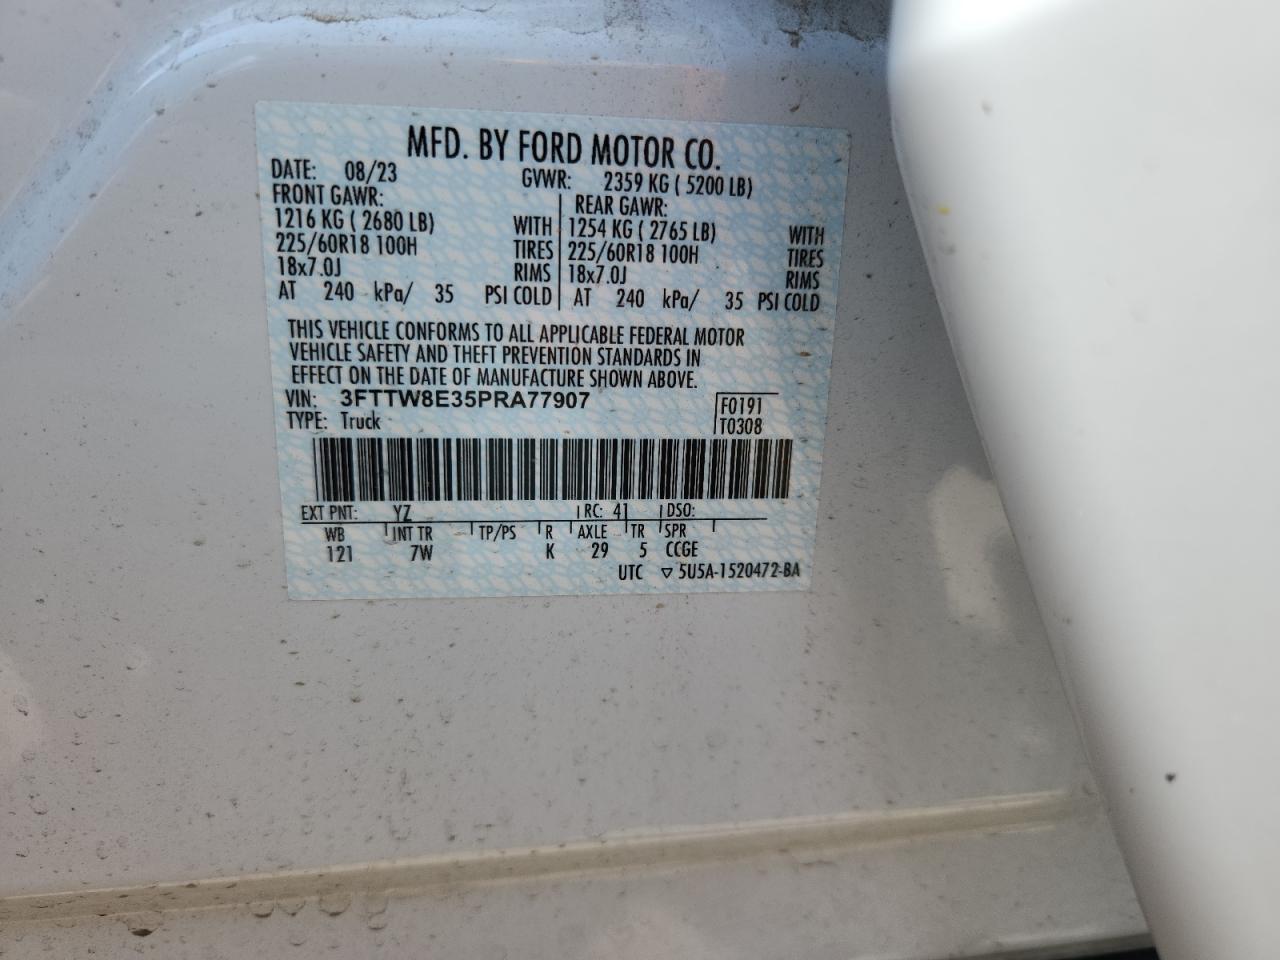 MFD. BY FORD MOTOR CO.
DATE: 08/23 GVWR: 2359 KG ( 5200 LB)
FRONT GAWR: REAR GAWR:
1216 KG ( 2680 LB) WITH 1254 KG ( 2765 LB) WITH
225/60R18 100H TIRES 225/60R18 100H TIRES
18x7.0J RIMS 18x7.0J RIMS
AT 240 kPa/ 35 PSI COLD AT 240 kPa/ 35 PSI COLD
THIS VEHICLE CONFORMS TO ALL APPLICABLE FEDERAL MOTOR
VEHICLE SAFETY AND THEFT PREVENTION STANDARDS IN
EFFECT ON THE DATE OF MANUFACTURE SHOWN ABOVE.
VIN: 3FTTW8E35PRA77907 F0191
TYPE: Truck T0308
EXT PNT: YZ RC: 41 DSO:
WB INT TR TP/PS R AXLE TR SPR
121 7W K 29 5 CCGE
UTC ▽ 5U5A-1520472-BA